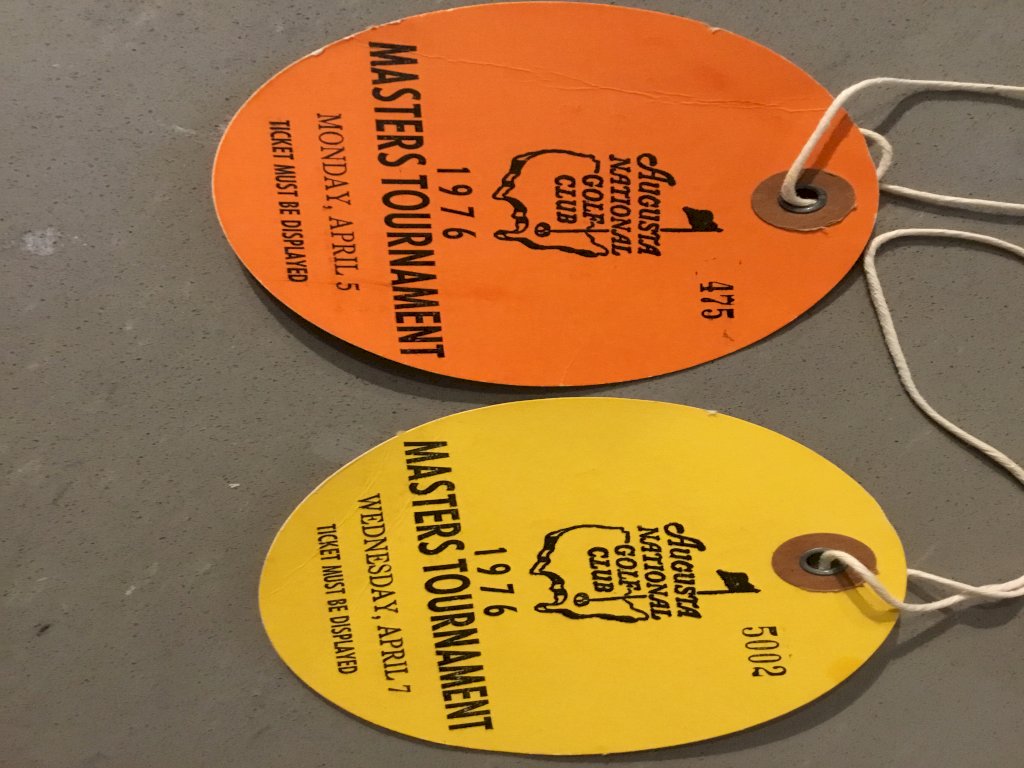 475
Augusta
NATIONAL
GOLF
CLUB
1976
MASTERS TOURNAMENT
MONDAY, APRIL 5
TICKET MUST BE DISPLAYED
5002
Augusta
NATIONAL
GOLF
CLUB
1976
MASTERS TOURNAMENT
WEDNESDAY, APRIL 7
TICKET MUST BE DISPLAYED